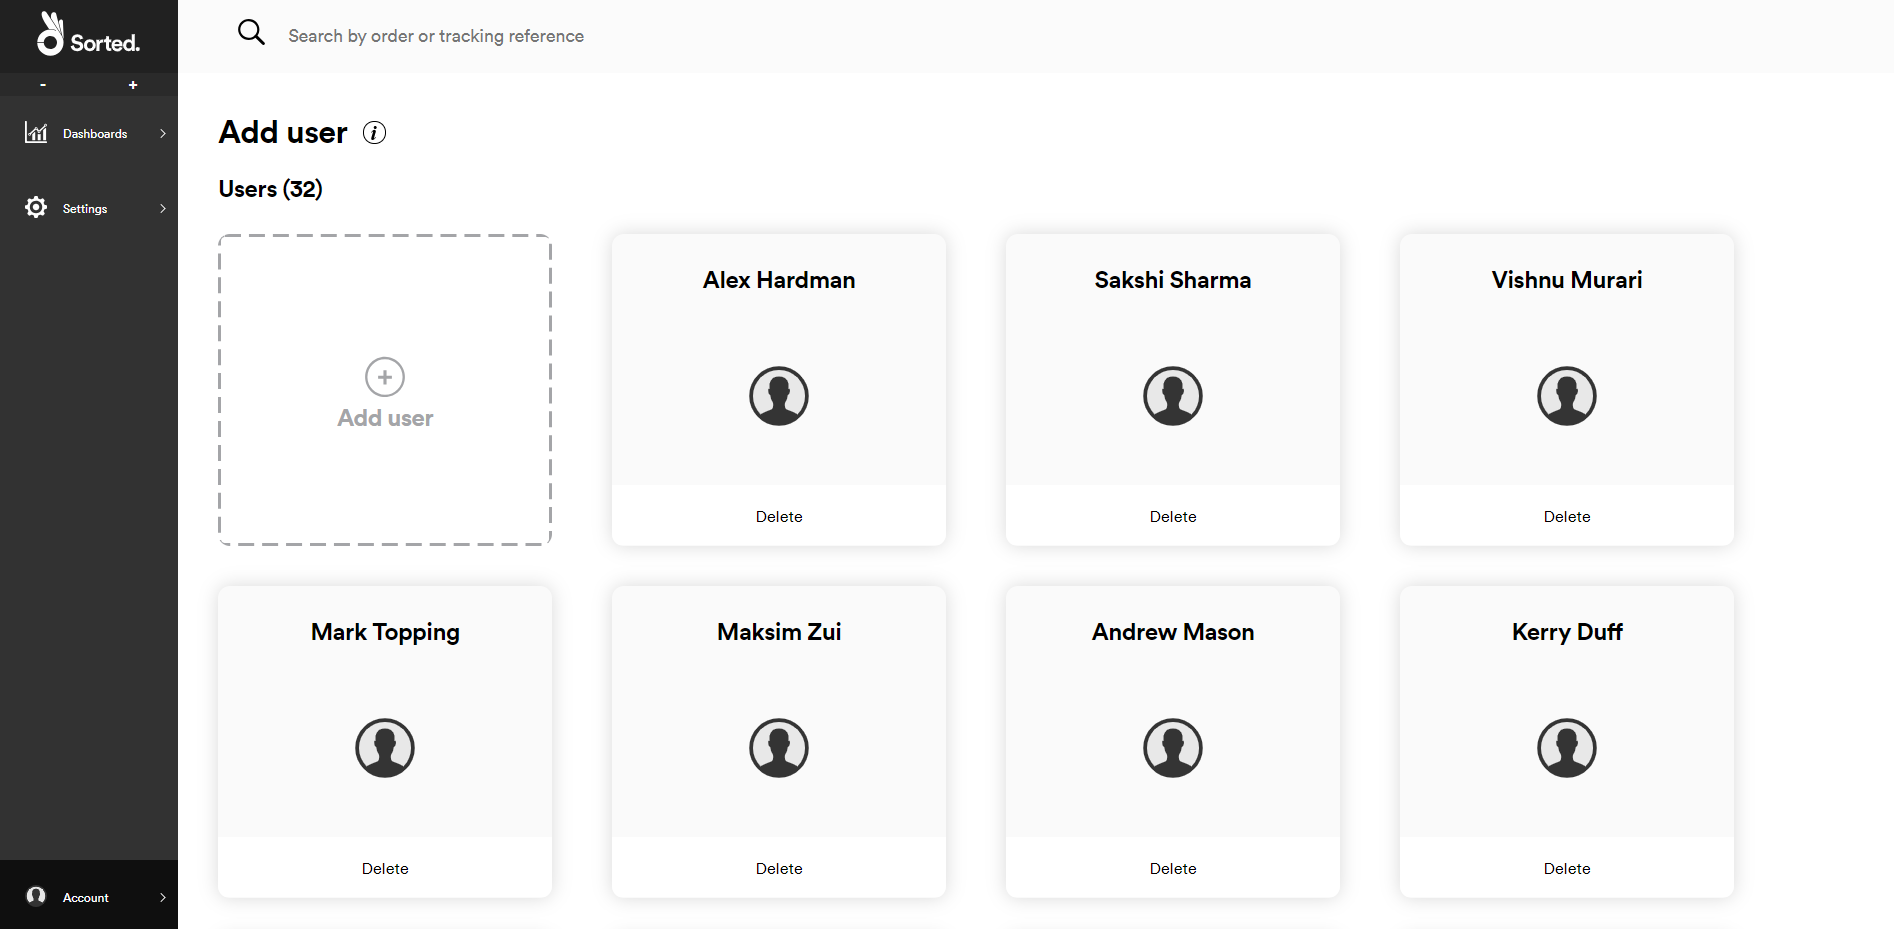 Sorted.
Search by order or tracking reference
- +
Dashboards
Settings
Add user i
Users (32)
Add user
Alex Hardman
Delete
Sakshi Sharma
Delete
Vishnu Murari
Delete
Mark Topping
Delete
Maksim Zui
Delete
Andrew Mason
Delete
Kerry Duff
Delete
Account